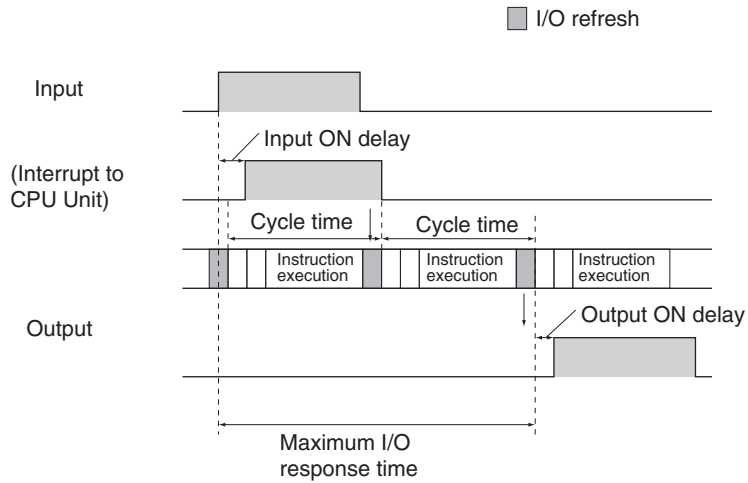 I/O refresh
Input
Input ON delay
(Interrupt to
CPU Unit)
Cycle time
Cycle time
Instruction
execution
Instruction
execution
Instruction
execution
Output
Output ON delay
Maximum I/O
response time